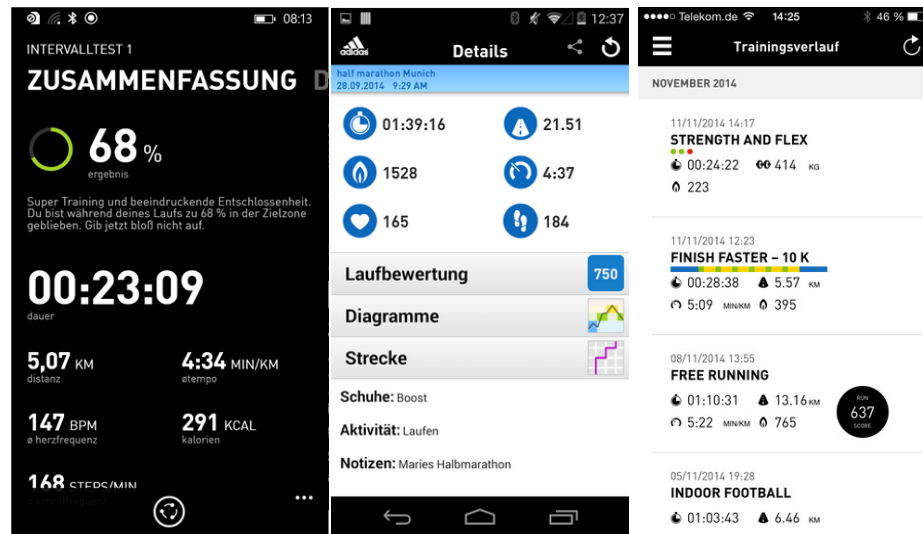 08:13
INTERVALLTEST 1
ZUSAMMENFASSUNG D
68 %
ergebnis
Super Training und beeindruckende Entschlossenheit.
Du bist während deines Laufs zu 68 % in der Zielzone
geblieben. Gib jetzt bloß nicht auf.
00:23:09
dauer
5,07 KM
distanz
4:34 MIN/KM
øtempo
147 BPM
ø herzfrequenz
291 KCAL
kalorien
168 STEPS/MIN
ø schrittfrequenz
12:37
adidas
Details
half marathon Munich
28.09.2014 9:29 AM
01:39:16
21.51
1528
4:37
165
184
Laufbewertung
750
Diagramme
Strecke
Schuhe: Boost
Aktivität: Laufen
Notizen: Maries Halbmarathon
Telekom.de 14:25 46 %
Trainingsverlauf
NOVEMBER 2014
11/11/2014 14:17
STRENGTH AND FLEX
00:24:22 414 KG
223
11/11/2014 12:23
FINISH FASTER – 10 K
00:28:38 5.57 KM
5:09 MIN/KM 395
08/11/2014 13:55
FREE RUNNING
01:10:31 13.16 KM
5:22 MIN/KM 765
RUN
637
SCORE
05/11/2014 19:28
INDOOR FOOTBALL
01:03:43 6.46 KM